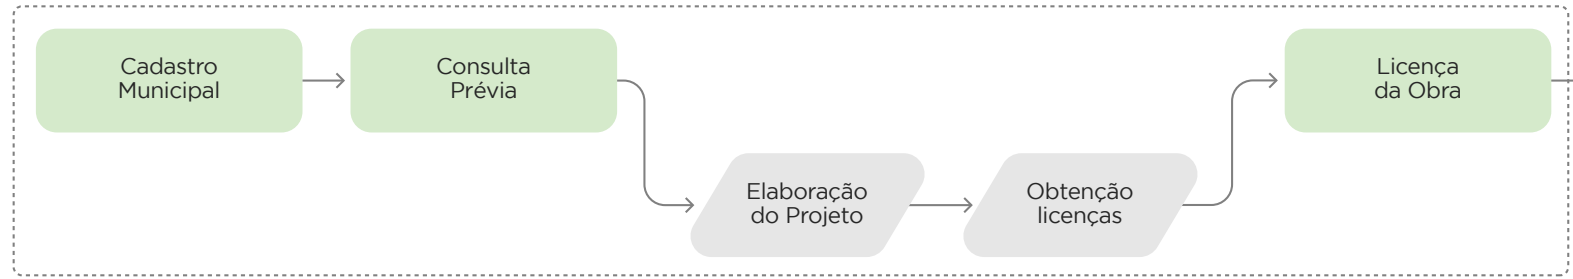 Cadastro
Municipal
Consulta
Prévia
Elaboração
do Projeto
Obtenção
licenças
Licença
da Obra